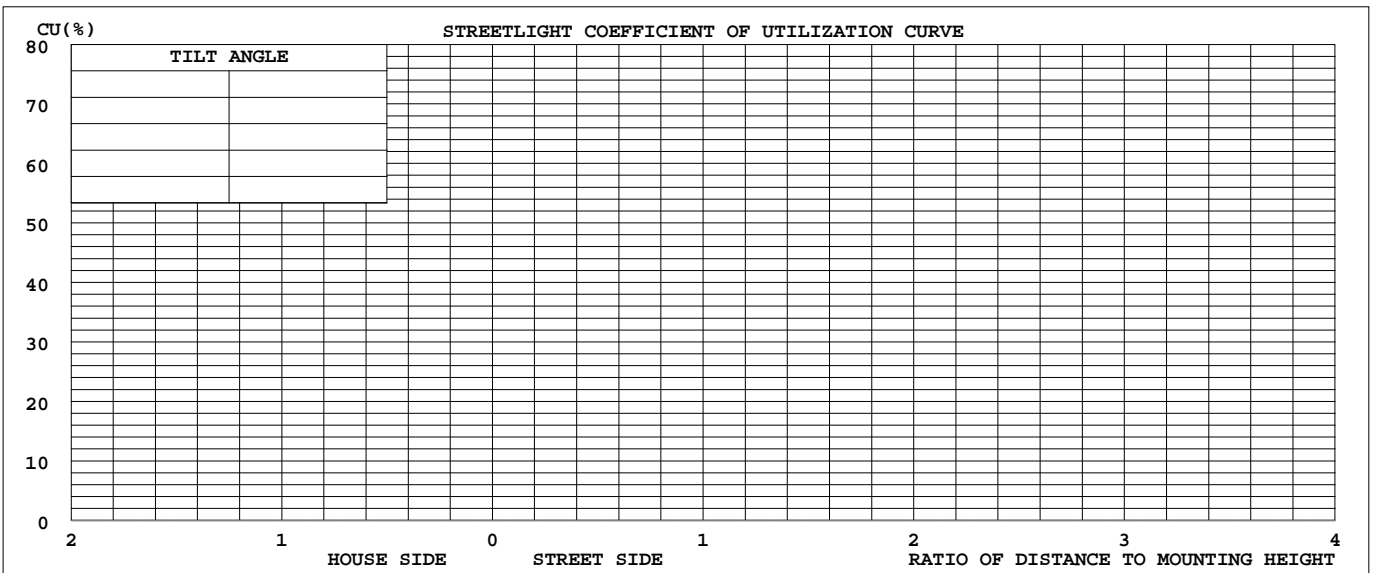 CU(%) STREETLIGHT COEFFICIENT OF UTILIZATION CURVE
80
TILT ANGLE
70
60
50
40
30
20
10
0
2 1 0 1 2 3 4
HOUSE SIDE STREET SIDE RATIO OF DISTANCE TO MOUNTING HEIGHT